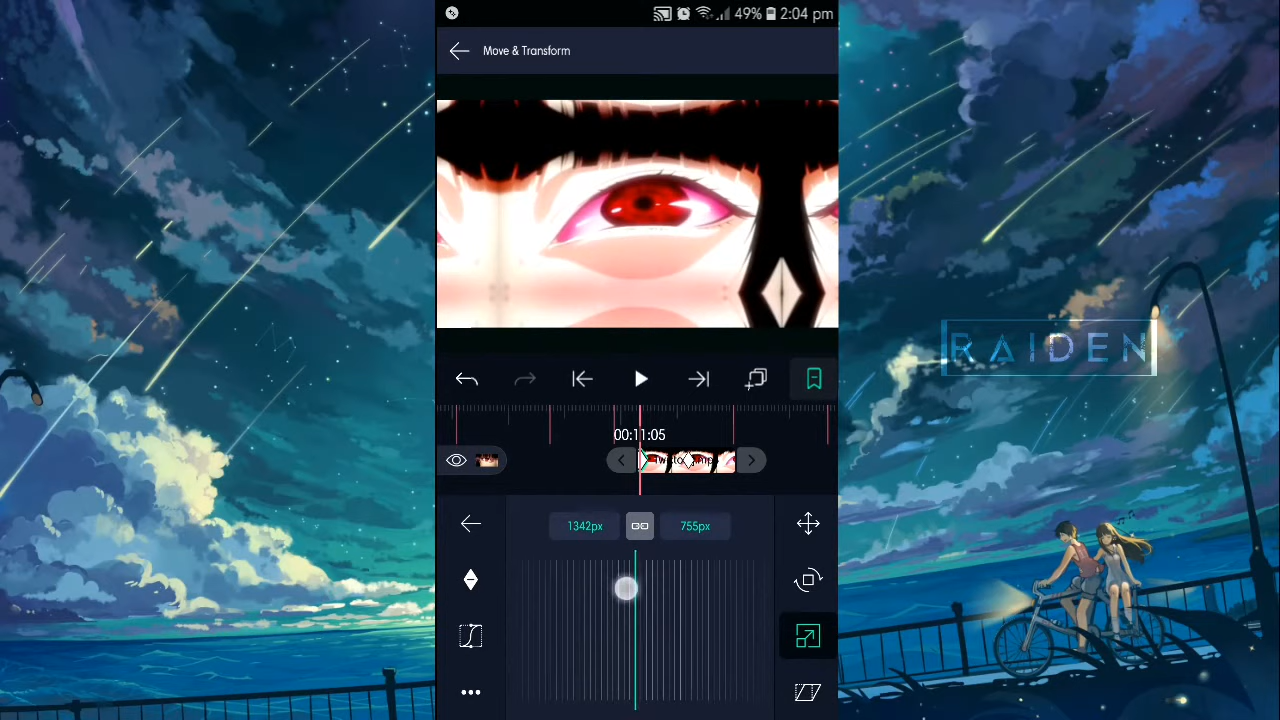 49% 2:04 pm
Move & Transform
RAIDEN
00:11:05
1342px
755px